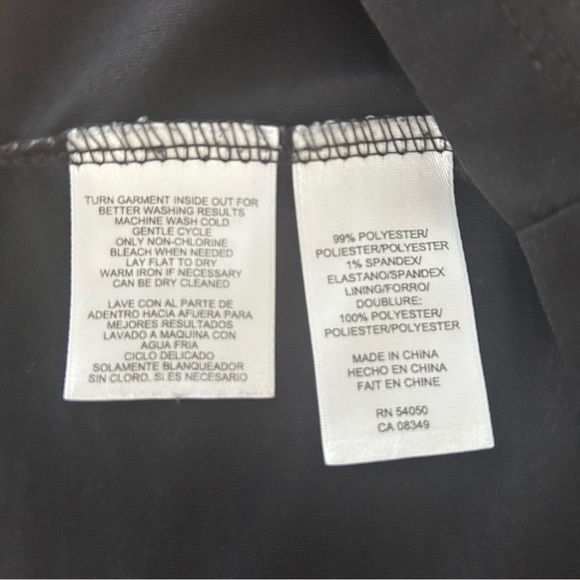 TURN GARMENT INSIDE OUT FOR
BETTER WASHING RESULTS
MACHINE WASH COLD
GENTLE CYCLE
ONLY NON-CHLORINE
BLEACH WHEN NEEDED
LAY FLAT TO DRY
WARM IRON IF NECESSARY
CAN BE DRY CLEANED
LAVE CON AL PARTE DE
ADENTRO HACIA AFUERA PARA
MEJORES RESULTADOS
LAVADO A MAQUINA CON
AGUA FRIA
CICLO DELICADO
SOLAMENTE BLANQUEADOR
SIN CLORO, SI ES NECESARIO
99% POLYESTER/
POLIESTER/POLYESTER
1% SPANDEX/
ELASTANO/SPANDEX
LINING/FORRO/
DOUBLURE:
100% POLYESTER/
POLIESTER/POLYESTER
MADE IN CHINA
HECHO EN CHINA
FAIT EN CHINE
RN 54050
CA 08349